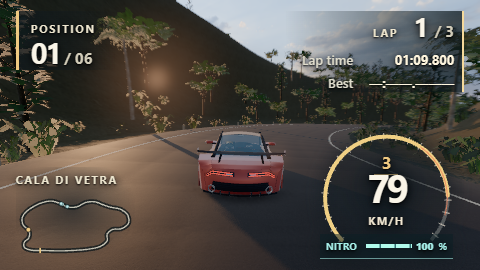 POSITION
01 / 06
LAP 1 / 3
Lap time 01:09.800
Best
CALA DI VETRA
3
79
KM/H
NITRO 100 %